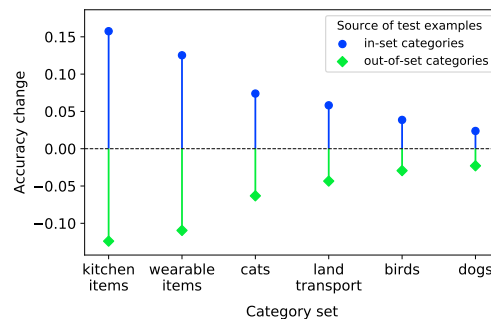 Source of test examples
in-set categories
out-of-set categories
Accuracy change
0.15
0.10
0.05
0.00
−0.05
−0.10
kitchen
items
wearable
items
cats
land
transport
birds
dogs
Category set